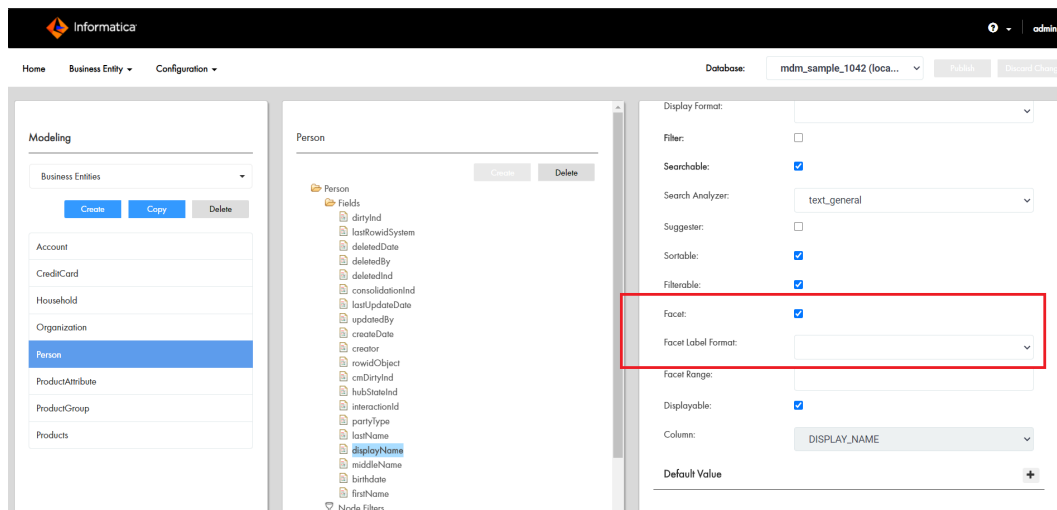 Informatica
admin
Home Business Entity Configuration Database: mdm_sample_1042 (loca... Publish Discard Chang
Modeling
Business Entities
Create Copy Delete
Account
CreditCard
Household
Organization
Person
ProductAttribute
ProductGroup
Products
Person
Create Delete
Person
Fields
dirtyInd
lastRowidSystem
deletedDate
deletedBy
deletedInd
consolidationInd
lastUpdateDate
updatedBy
createDate
creator
rowidObject
cmDirtyInd
hubStateInd
interactionId
partyType
lastName
displayName
middleName
birthdate
firstName
Node Filters
Display Format:
Filter:
Searchable:
Search Analyzer: text_general
Suggester:
Sortable:
Filterable:
Facet:
Facet Label Format:
Facet Range:
Displayable:
Column: DISPLAY_NAME
Default Value +